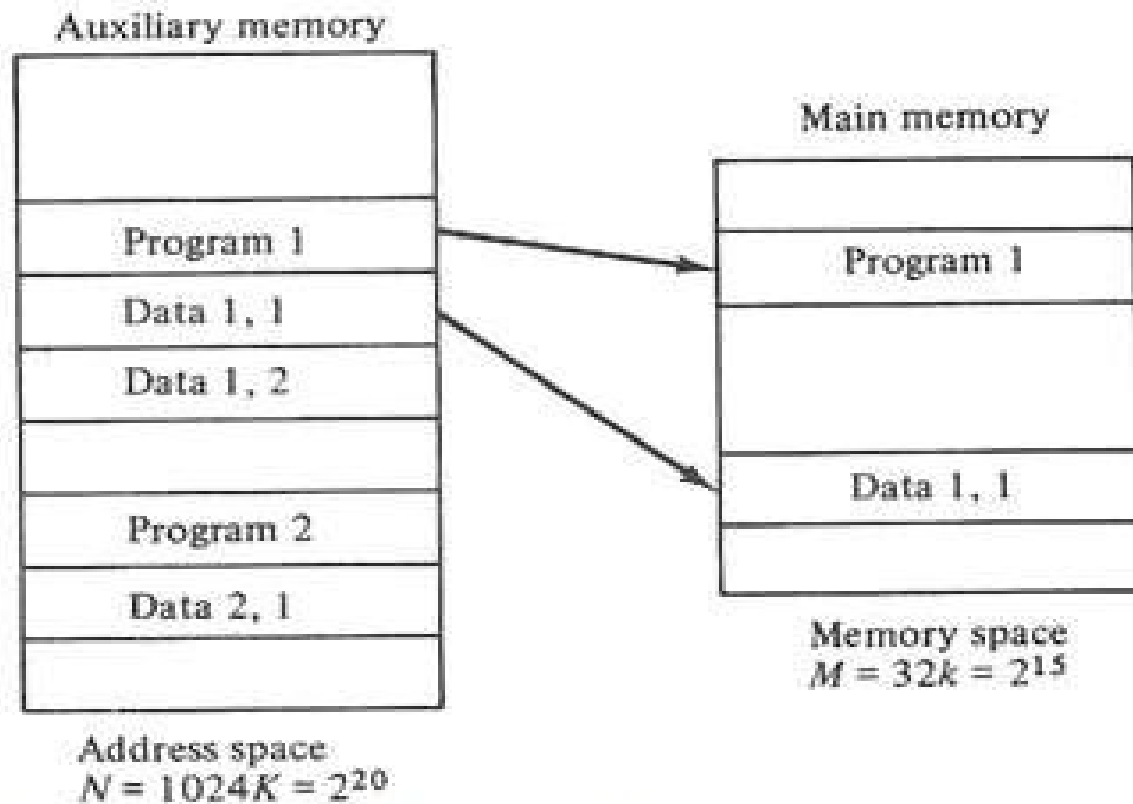 Auxiliary memory
Program 1
Data 1, 1
Data 1, 2
Program 2
Data 2, 1
Address space
N = 1024K = 2²⁰
Main memory
Program 1
Data 1, 1
Memory space
M = 32k = 2¹⁵